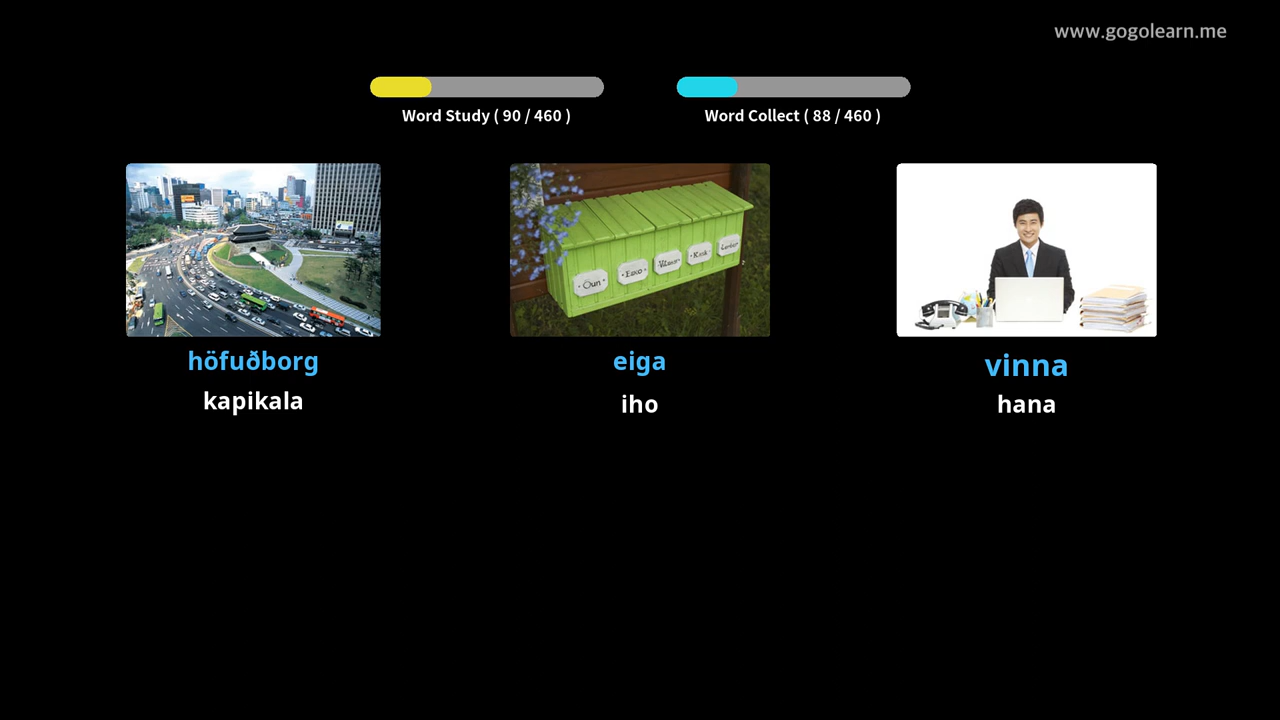 www.gogolearn.me
Word Study ( 90 / 460 )
Word Collect ( 88 / 460 )
höfuðborg
eiga
vinna
kapikala
iho
hana